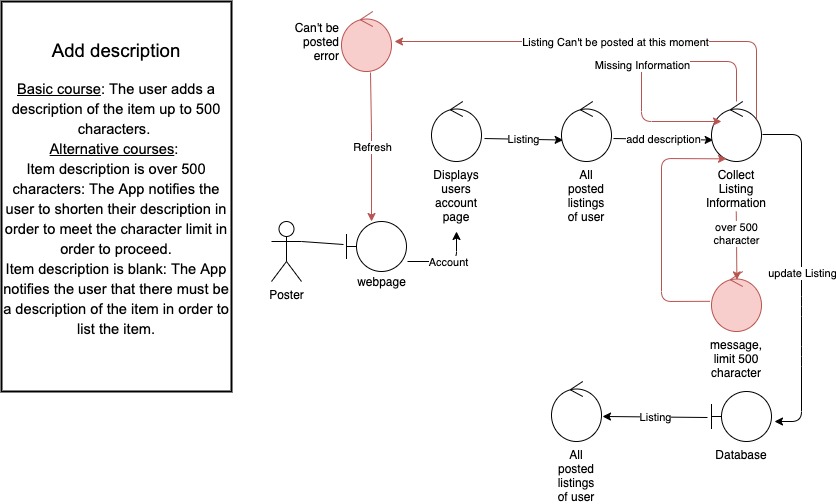 Add description
Basic course: The user adds a
description of the item up to 500
characters.
Alternative courses:
Item description is over 500
characters: The App notifies the
user to shorten their description in
order to meet the character limit in
order to proceed.
Item description is blank: The App
notifies the user that there must be
a description of the item in order to
list the item.
Can't be
posted
error
Listing Can't be posted at this moment
Missing Information
Refresh
Listing
add description
Displays
users
account
page
All
posted
listings
of user
Collect
Listing
Information
over 500
character
Account
webpage
Poster
update Listing
message,
limit 500
character
Listing
Database
All
posted
listings
of user